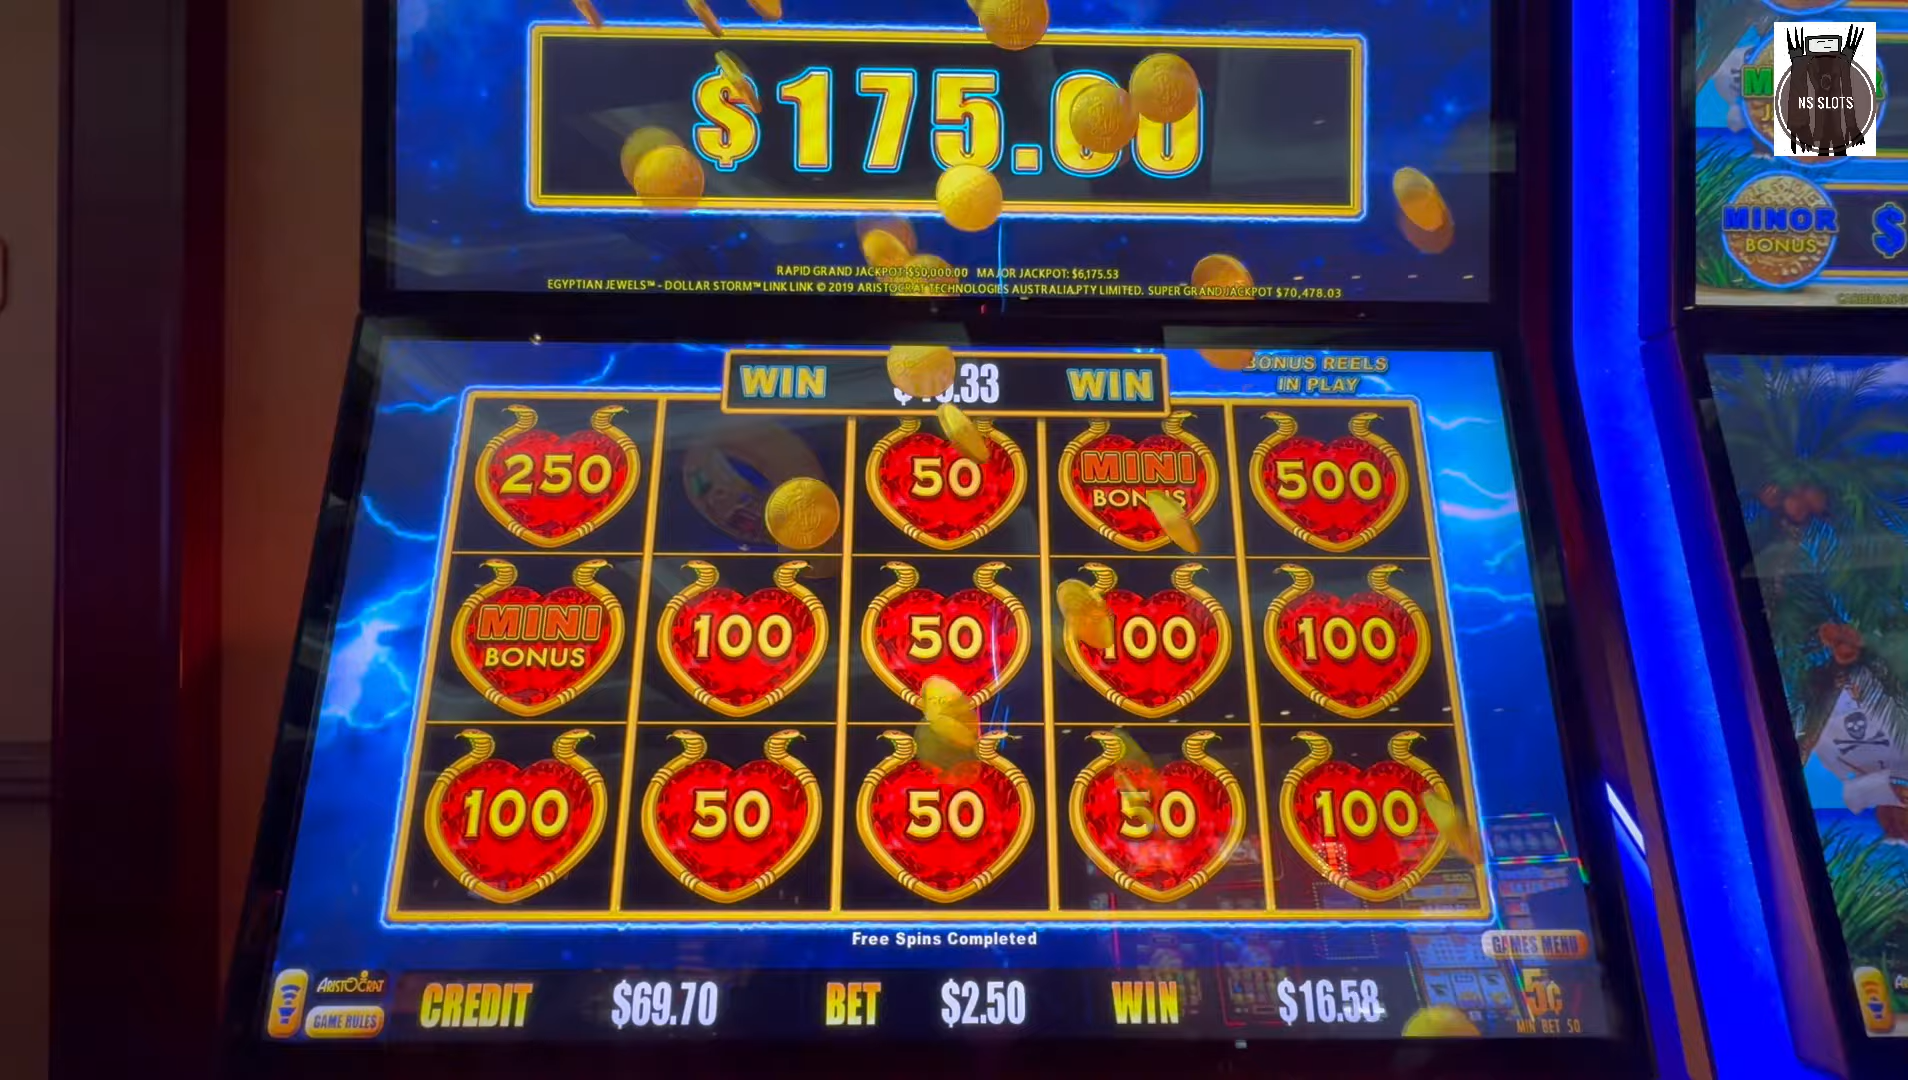 $175.00
NS SLOTS
MINOR
BONUS
$
RAPID GRAND JACKPOT $50,000.00 MAJOR JACKPOT: $6,175.53
EGYPTIAN JEWELS™ - DOLLAR STORM™ LINK LINK © 2019 ARISTOCRAT TECHNOLOGIES AUSTRALIA PTY LIMITED. SUPER GRAND JACKPOT $70,478.03
WIN
WIN
BONUS REELS
IN PLAY
250
50
MINI
BONUS
500
MINI
BONUS
100
50
100
100
100
50
50
50
100
Free Spins Completed
GAMES MENU
ARISTOCRAT
GAME RULES
CREDIT $69.70 BET $2.50 WIN $16.58
5¢
MIN BET 50